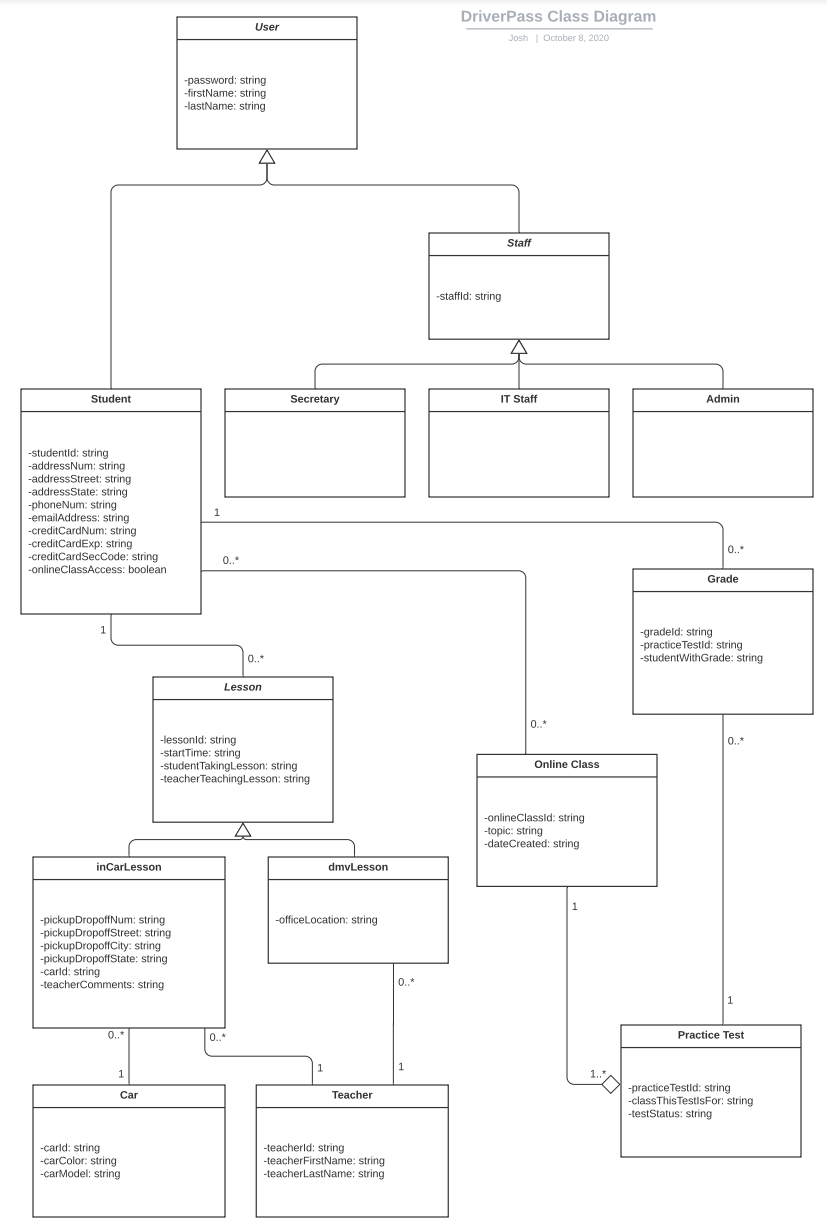 DriverPass Class Diagram
Josh | October 8, 2020
User
-password: string
-firstName: string
-lastName: string
Staff
-staffId: string
Student
-studentId: string
-addressNum: string
-addressStreet: string
-addressState: string
-phoneNum: string
-emailAddress: string
-creditCardNum: string
-creditCardExp: string
-creditCardSecCode: string
-onlineClassAccess: boolean
Secretary
IT Staff
Admin
1
0..*
0..*
Grade
-gradeId: string
-practiceTestId: string
-studentWithGrade: string
1
0..*
Lesson
-lessonId: string
-startTime: string
-studentTakingLesson: string
-teacherTeachingLesson: string
0..*
0..*
Online Class
-onlineClassId: string
-topic: string
-dateCreated: string
inCarLesson
-pickupDropoffNum: string
-pickupDropoffStreet: string
-pickupDropoffCity: string
-pickupDropoffState: string
-carId: string
-teacherComments: string
dmvLesson
-officeLocation: string
1
0..*
1
0..*
0..*
1
1
1
1..*
Practice Test
-practiceTestId: string
-classThisTestIsFor: string
-testStatus: string
Car
-carId: string
-carColor: string
-carModel: string
Teacher
-teacherId: string
-teacherFirstName: string
-teacherLastName: string